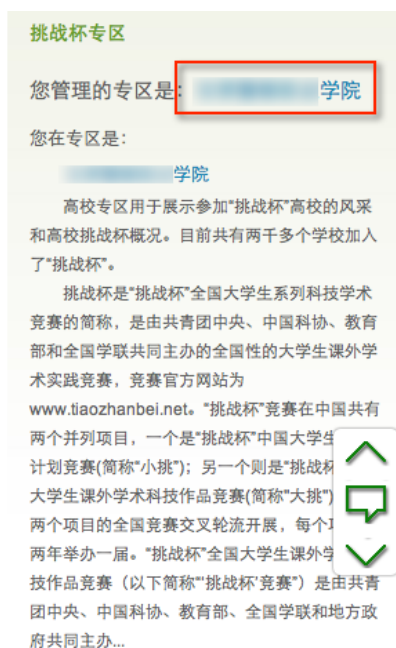 挑战杯专区
您管理的专区是: 学院
您在专区是:
学院
高校专区用于展示参加“挑战杯”高校的风采
和高校挑战杯概况。目前共有两千多个学校加入
了“挑战杯”。
挑战杯是“挑战杯”全国大学生系列科技学术
竞赛的简称，是由共青团中央、中国科协、教育
部和全国学联共同主办的全国性的大学生课外学
术实践竞赛，竞赛官方网站为
www.tiaozhanbei.net。“挑战杯”竞赛在中国共有
两个并列项目，一个是“挑战杯”中国大学生
计划竞赛(简称“小挑”)；另一个则是“挑战杯
大学生课外学术科技作品竞赛(简称“大挑”)
两个项目的全国竞赛交叉轮流开展，每个
两年举办一届。“挑战杯”全国大学生课外学
技作品竞赛（以下简称“‘挑战杯’竞赛”）是由共青
团中央、中国科协、教育部、全国学联和地方政
府共同主办...